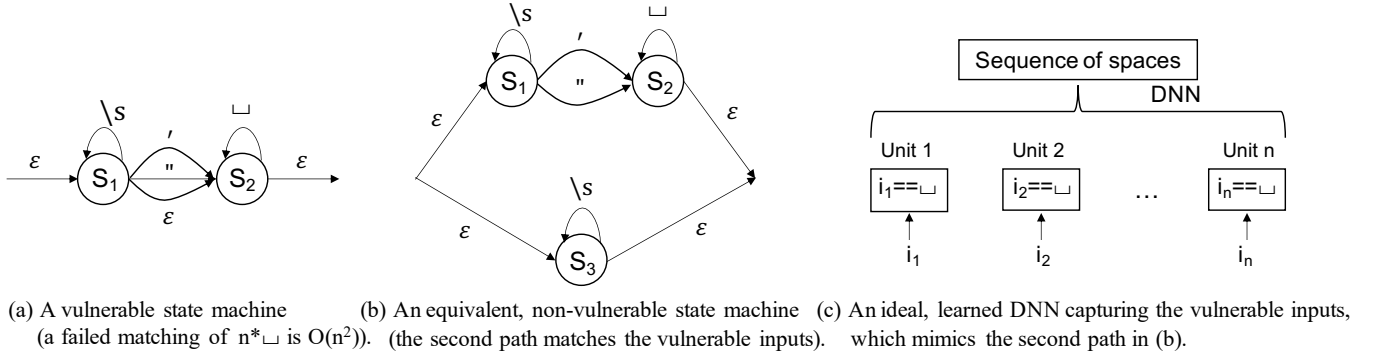 \s
␣
ε
S₁
′
"
ε
S₂
ε
\s
␣
ε
S₁
′
"
S₂
ε
ε
\s
S₃
ε
Sequence of spaces
DNN
Unit 1 Unit 2 Unit n
i₁==␣ i₂==␣ … iₙ==␣
i₁ i₂ iₙ
(a) A vulnerable state machine
(a failed matching of n*␣ is O(n²)).
(b) An equivalent, non-vulnerable state machine
(the second path matches the vulnerable inputs).
(c) An ideal, learned DNN capturing the vulnerable inputs,
which mimics the second path in (b).